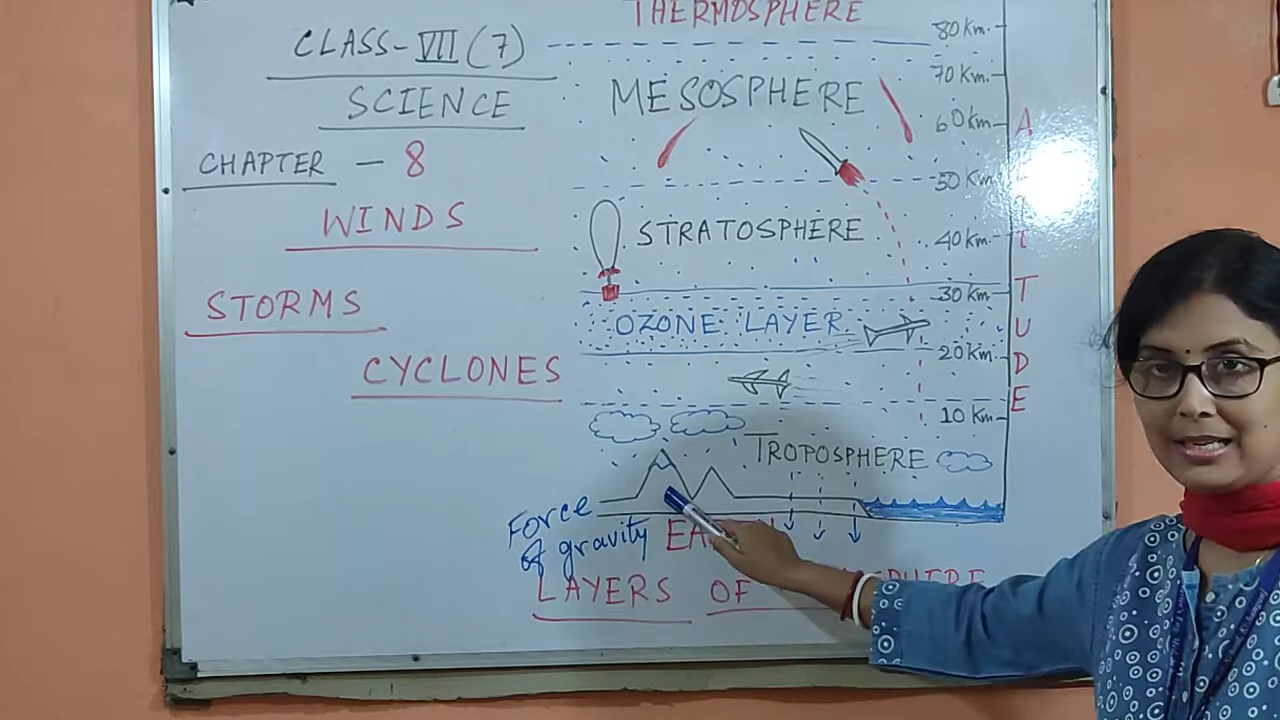 CLASS-VII (7)
SCIENCE
CHAPTER - 8
WINDS
STORMS
CYCLONES
THERMOSPHERE
MESOSPHERE
STRATOSPHERE
OZONE LAYER
TROPOSPHERE
80 Km.
70 Km.
60 Km.
50 Km.
40 Km.
30 Km.
20 Km.
10 Km
ALTITUDE
Force
of gravity
LAYERS OF